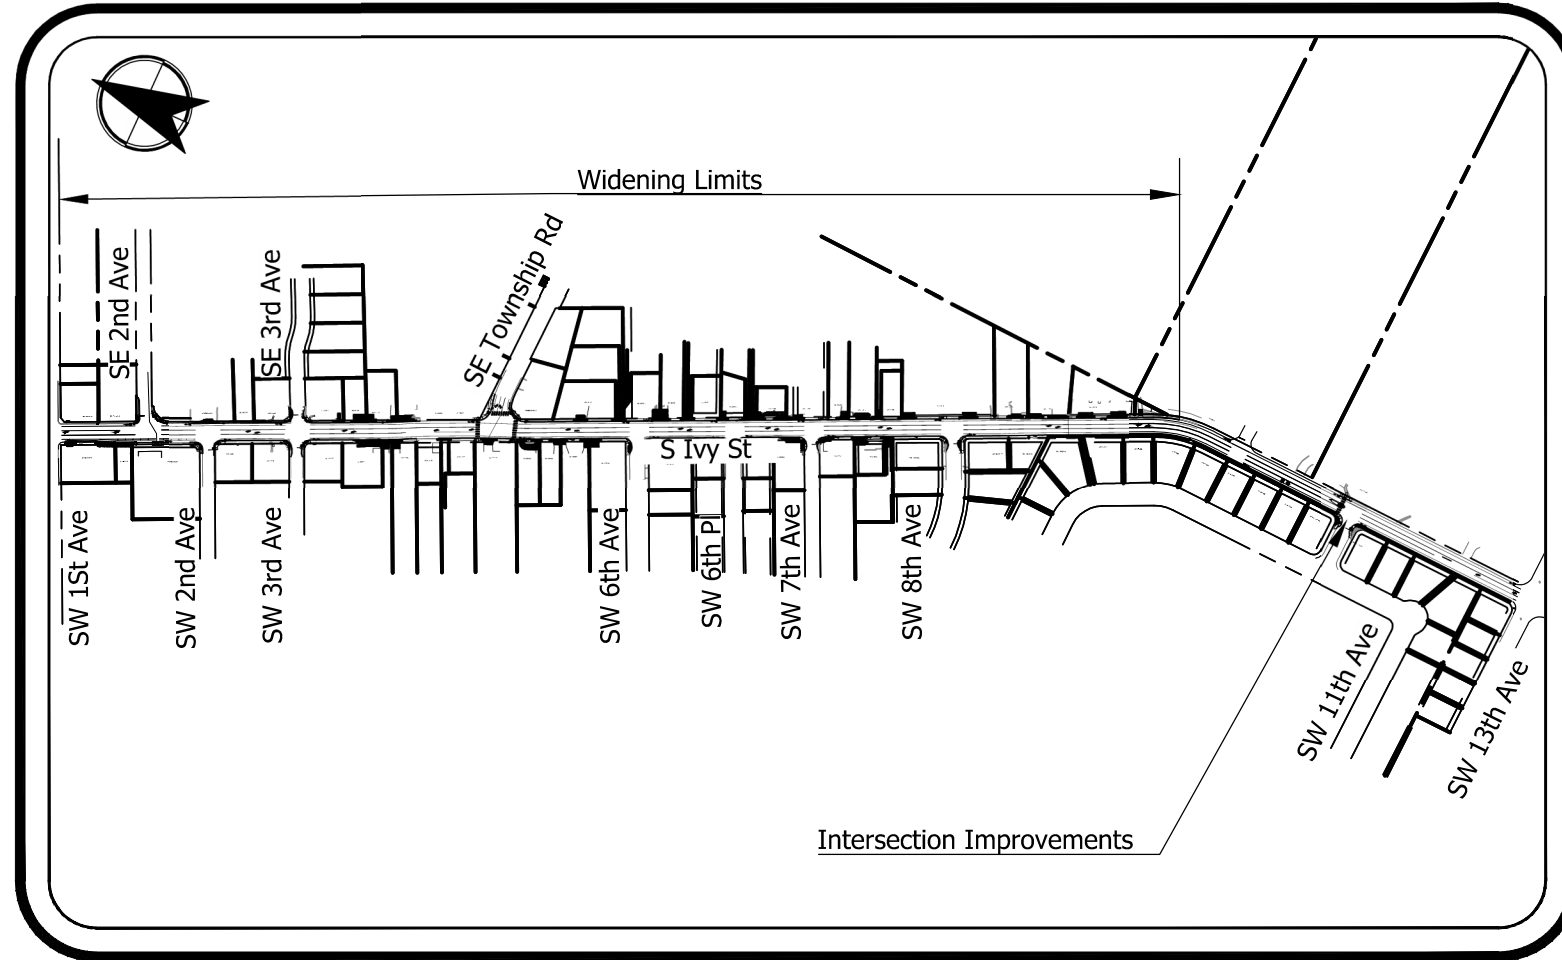 Widening Limits
SE 2nd Ave
SE 3rd Ave
SE Township Rd
S Ivy St
SW 1St Ave
SW 2nd Ave
SW 3rd Ave
SW 6th Ave
SW 6th Pl
SW 7th Ave
SW 8th Ave
SW 11th Ave
SW 13th Ave
Intersection Improvements